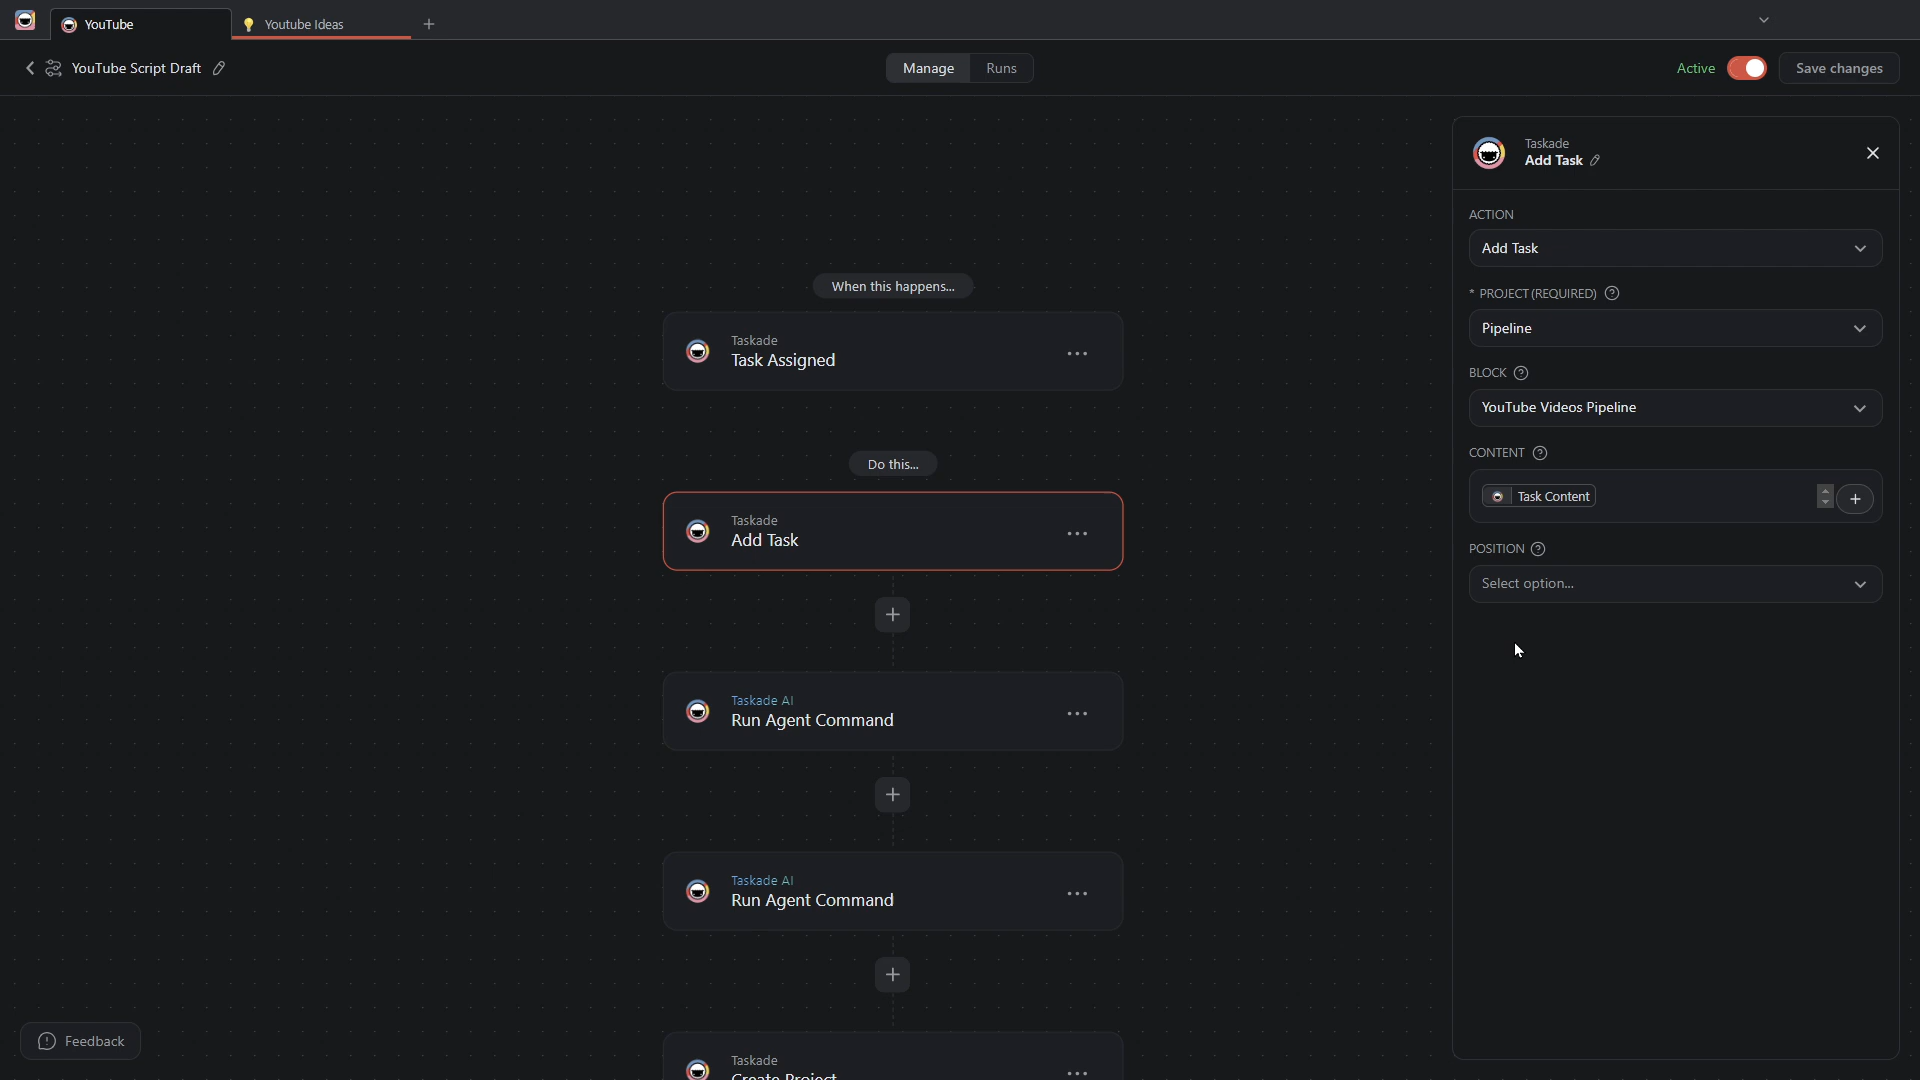 YouTube
Youtube Ideas
YouTube Script Draft
Manage
Runs
Active
Save changes
When this happens...
Taskade
Task Assigned
Do this...
Taskade
Add Task
Taskade AI
Run Agent Command
Taskade AI
Run Agent Command
Taskade
Create Project
Feedback
Taskade
Add Task
ACTION
Add Task
* PROJECT (REQUIRED)
Pipeline
BLOCK
YouTube Videos Pipeline
CONTENT
Task Content
POSITION
Select option...